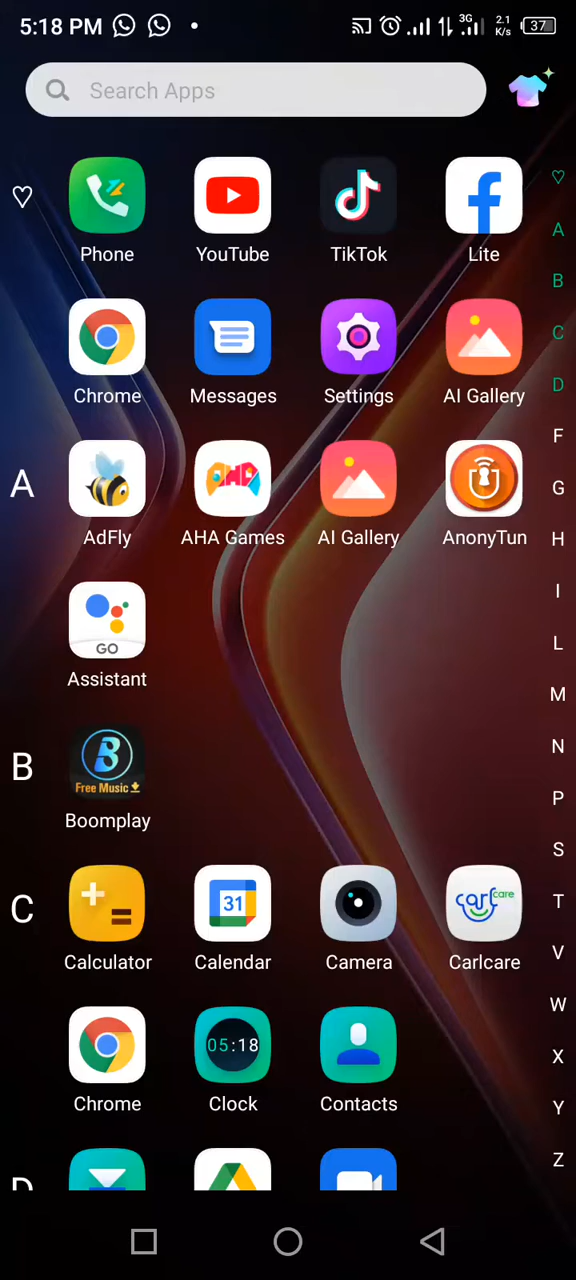 5:18 PM 3G 2.1 K/s 37
Search Apps
Phone YouTube TikTok Lite
A
B
Chrome Messages Settings AI Gallery
C
D
A
F
G
AdFly AHA Games AI Gallery AnonyTun
H
I
GO
Assistant
L
M
N
B
B
Free Music
P
Boomplay
S
C
31
carlcare
T
Calculator Calendar Camera Carlcare
V
W
05:18
X
Chrome Clock Contacts
Y
Z
D